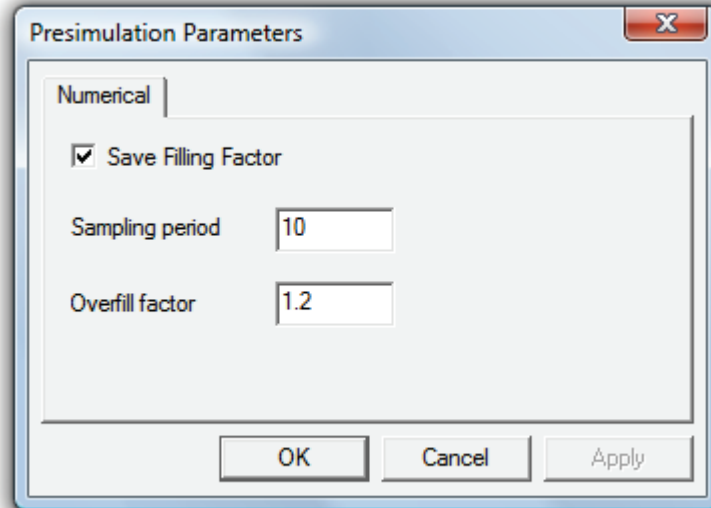 Presimulation Parameters
Numerical
Save Filling Factor
Sampling period 10
Overfill factor 1.2
OK Cancel Apply